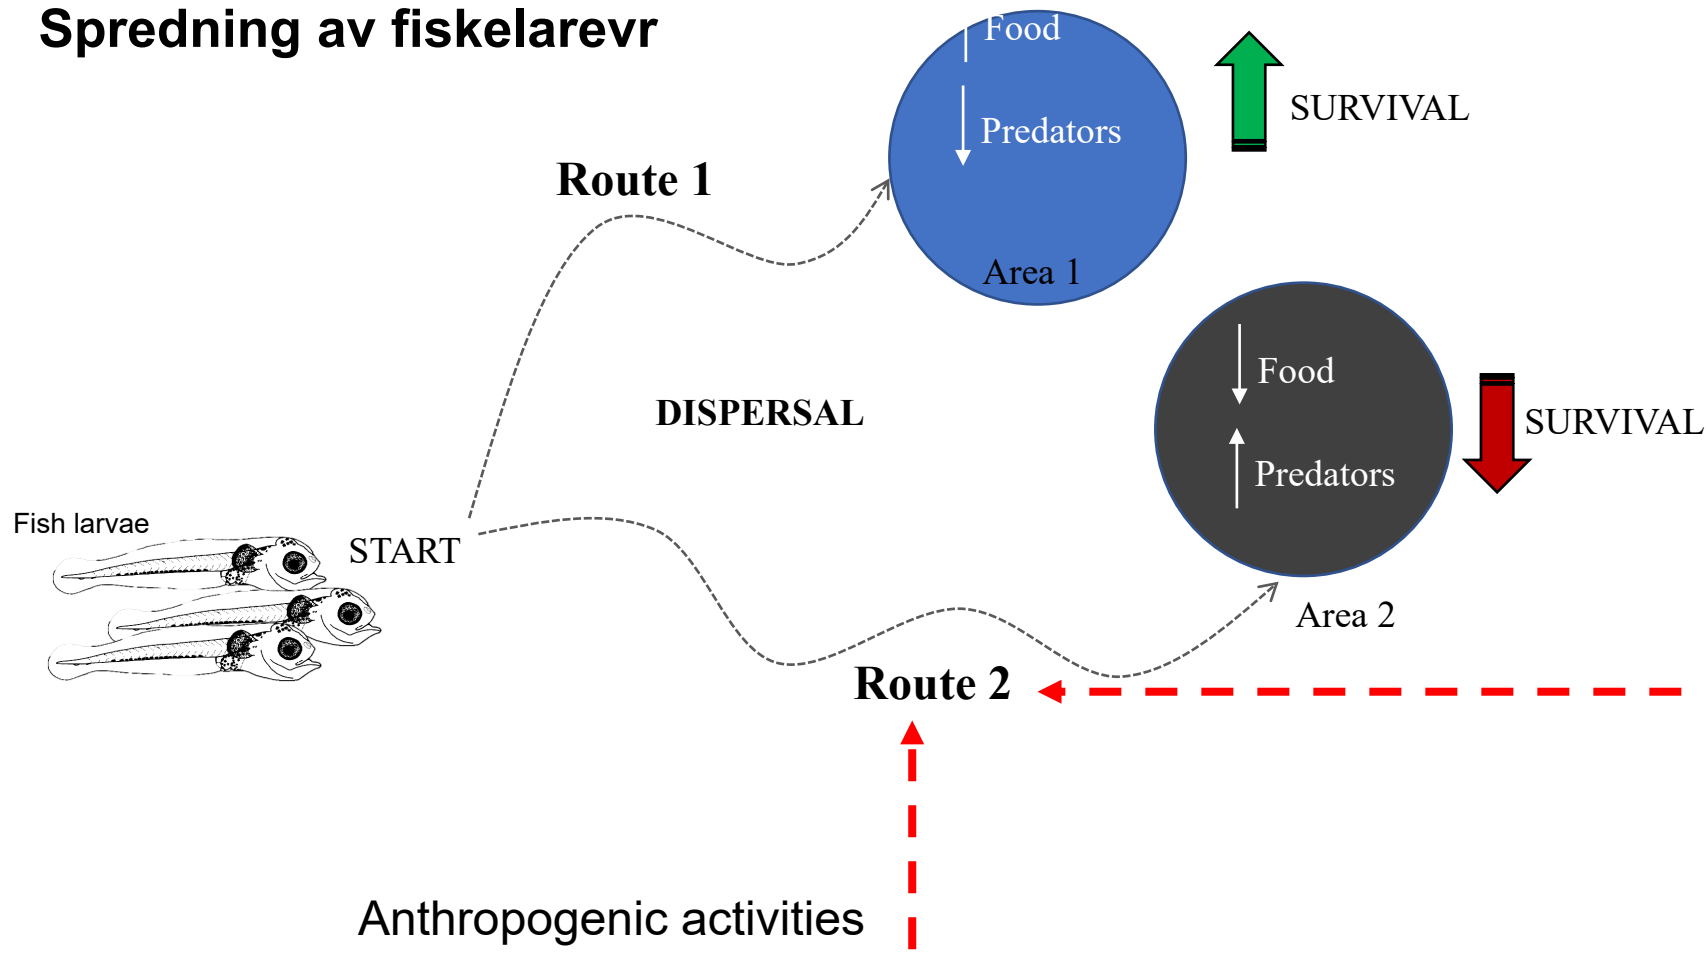 Spredning av fiskelarevr
Food
Predators
SURVIVAL
Route 1
Area 1
Food
DISPERSAL
SURVIVAL
Predators
Fish larvae
START
Area 2
Route 2
Anthropogenic activities